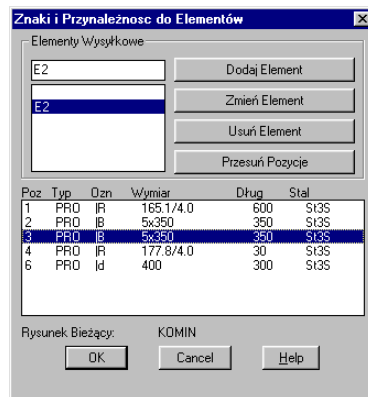 Znaki i Przynależnosc do Elementów
Elementy Wysyłkowe
E2
Dodaj Element
E2
Zmień Element
Usuń Element
Przesuń Pozycje
Poz Typ Ozn Wymiar Dług Stal
1 PRO |R 165.1/4.0 600 St3S
2 PRO |B 5x350 350 St3S
3 PRO |B 5x350 350 St3S
4 PRO |R 177.8/4.0 30 St3S
6 PRO |d 400 300 St3S
Rysunek Bieżący: KOMIN
OK Cancel Help